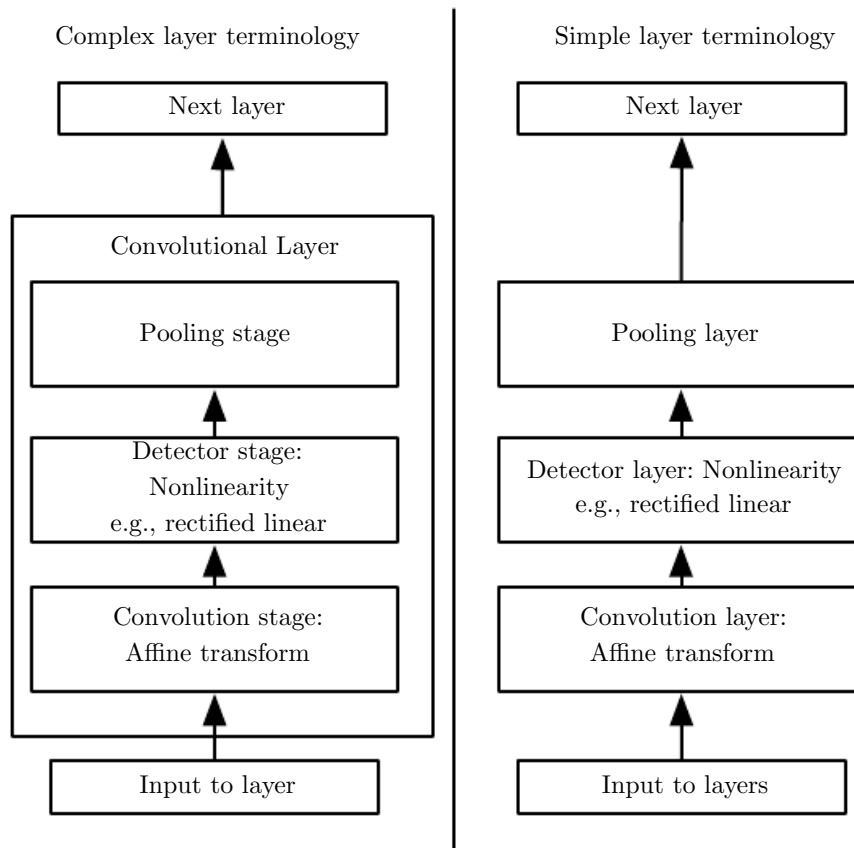 Complex layer terminology
Next layer
Convolutional Layer
Pooling stage
Detector stage:
Nonlinearity
e.g., rectified linear
Convolution stage:
Affine transform
Input to layer
Simple layer terminology
Next layer
Pooling layer
Detector layer: Nonlinearity
e.g., rectified linear
Convolution layer:
Affine transform
Input to layers